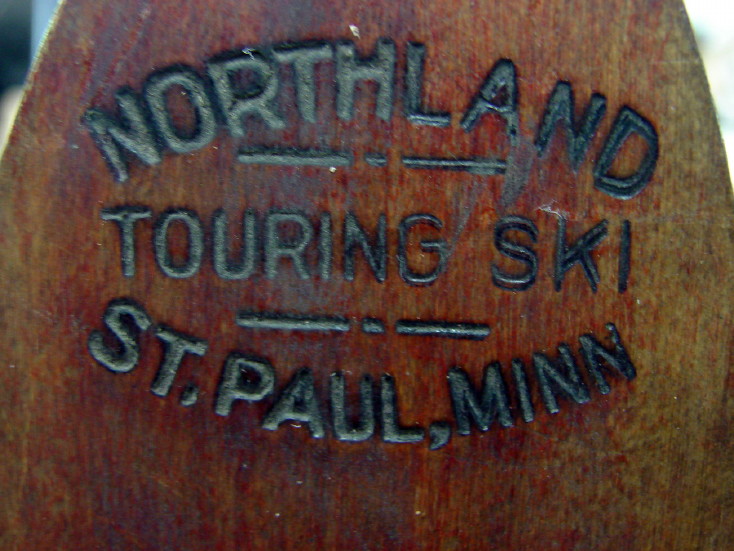 NORTHLAND
TOURING SKI
ST. PAUL, MINN